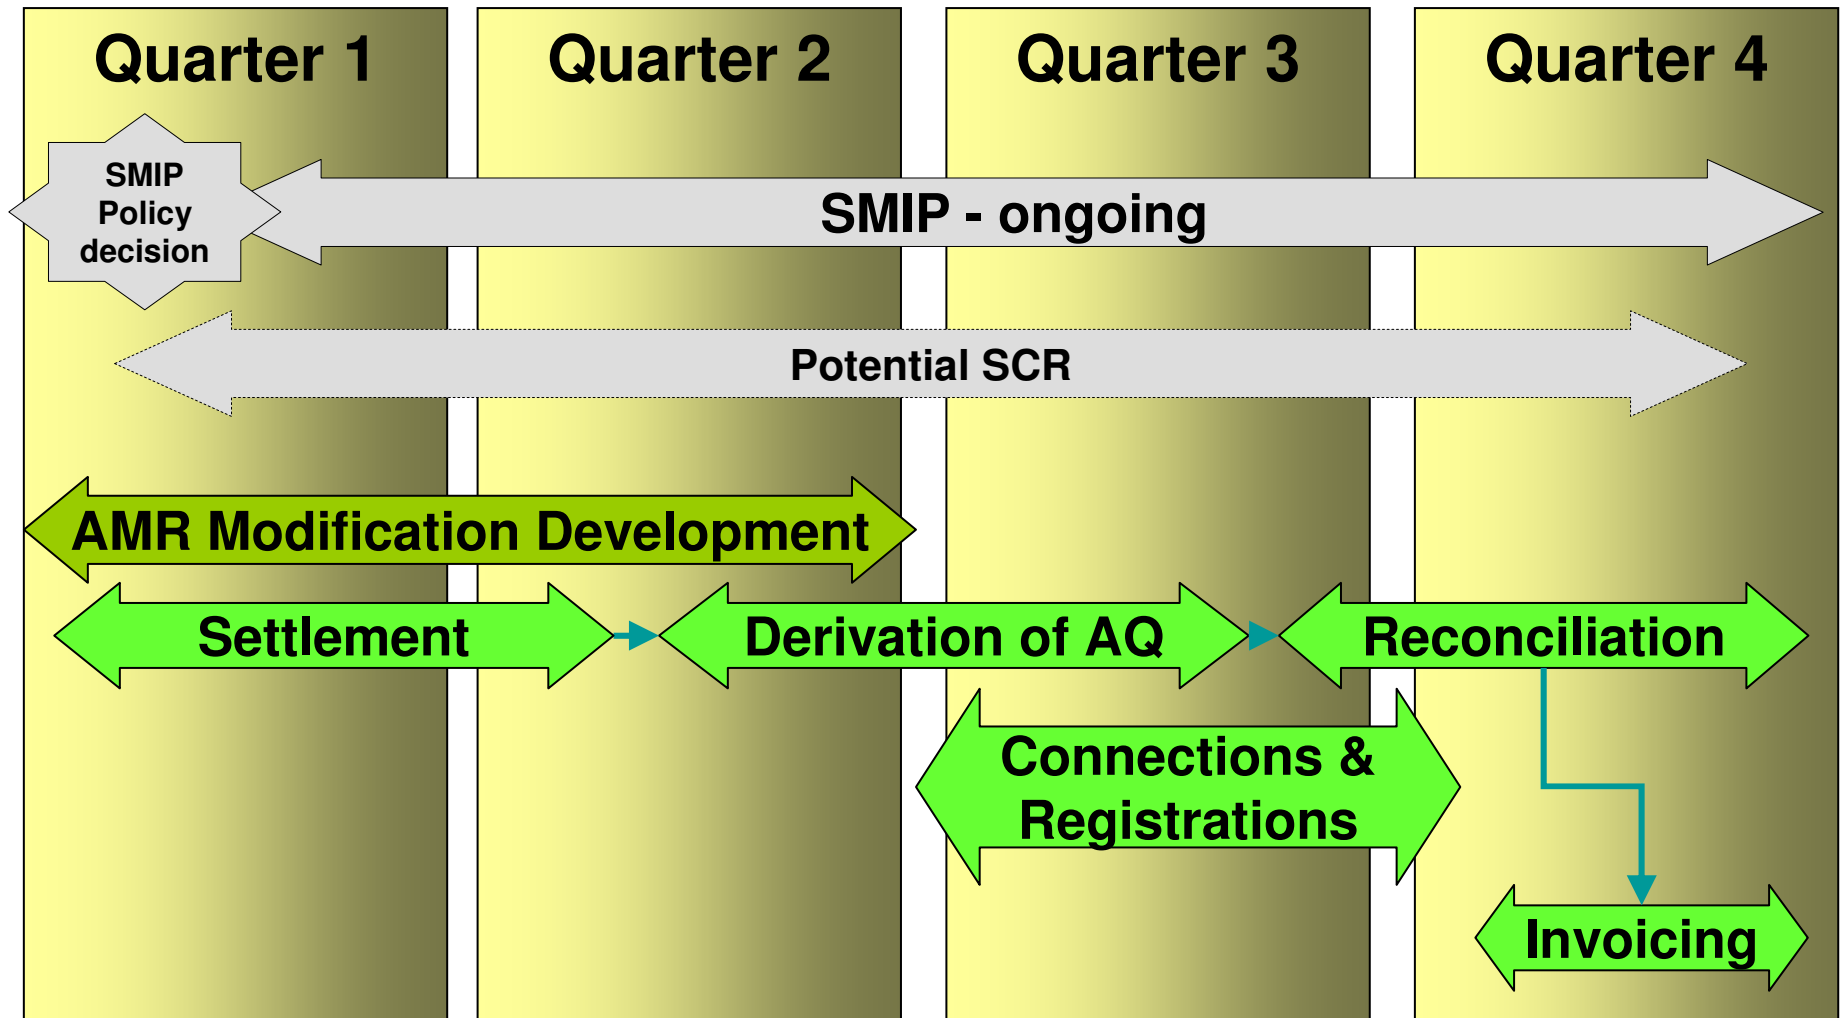 Quarter 1
Quarter 2
Quarter 3
Quarter 4
SMIP
Policy
decision
SMIP - ongoing
Potential SCR
AMR Modification Development
Settlement
Derivation of AQ
Reconciliation
Connections &
Registrations
Invoicing